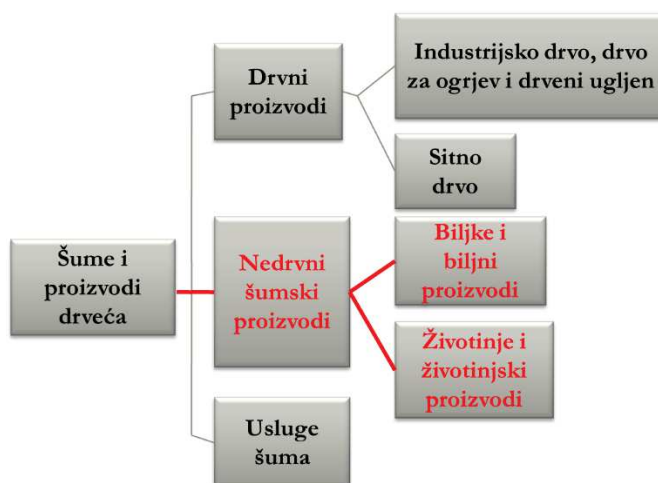 Drvni
proizvodi
Industrijsko drvo, drvo
za ogrjev i drveni ugljen
Sitno
drvo
Šume i
proizvodi
drveća
Nedrvni
šumski
proizvodi
Biljke i
biljni
proizvodi
Životinje i
životinjski
proizvodi
Usluge
šuma